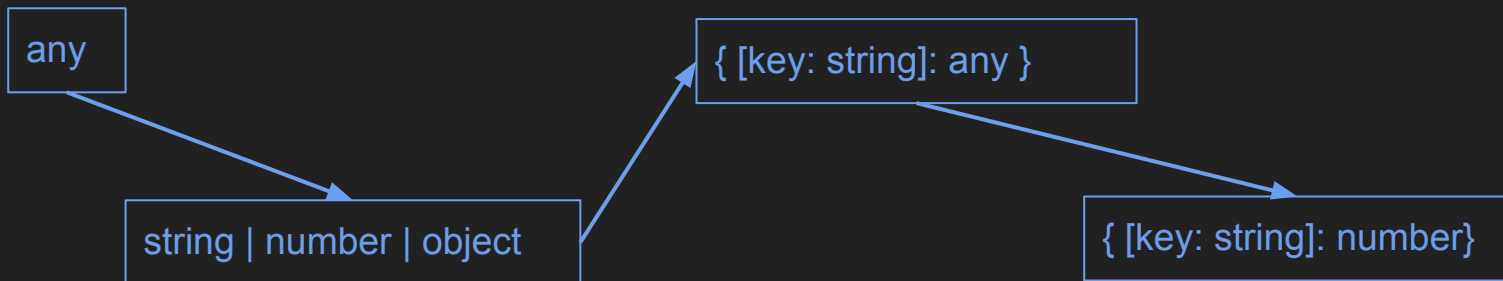 any
{ [key: string]: any }
string | number | object
{ [key: string]: number}